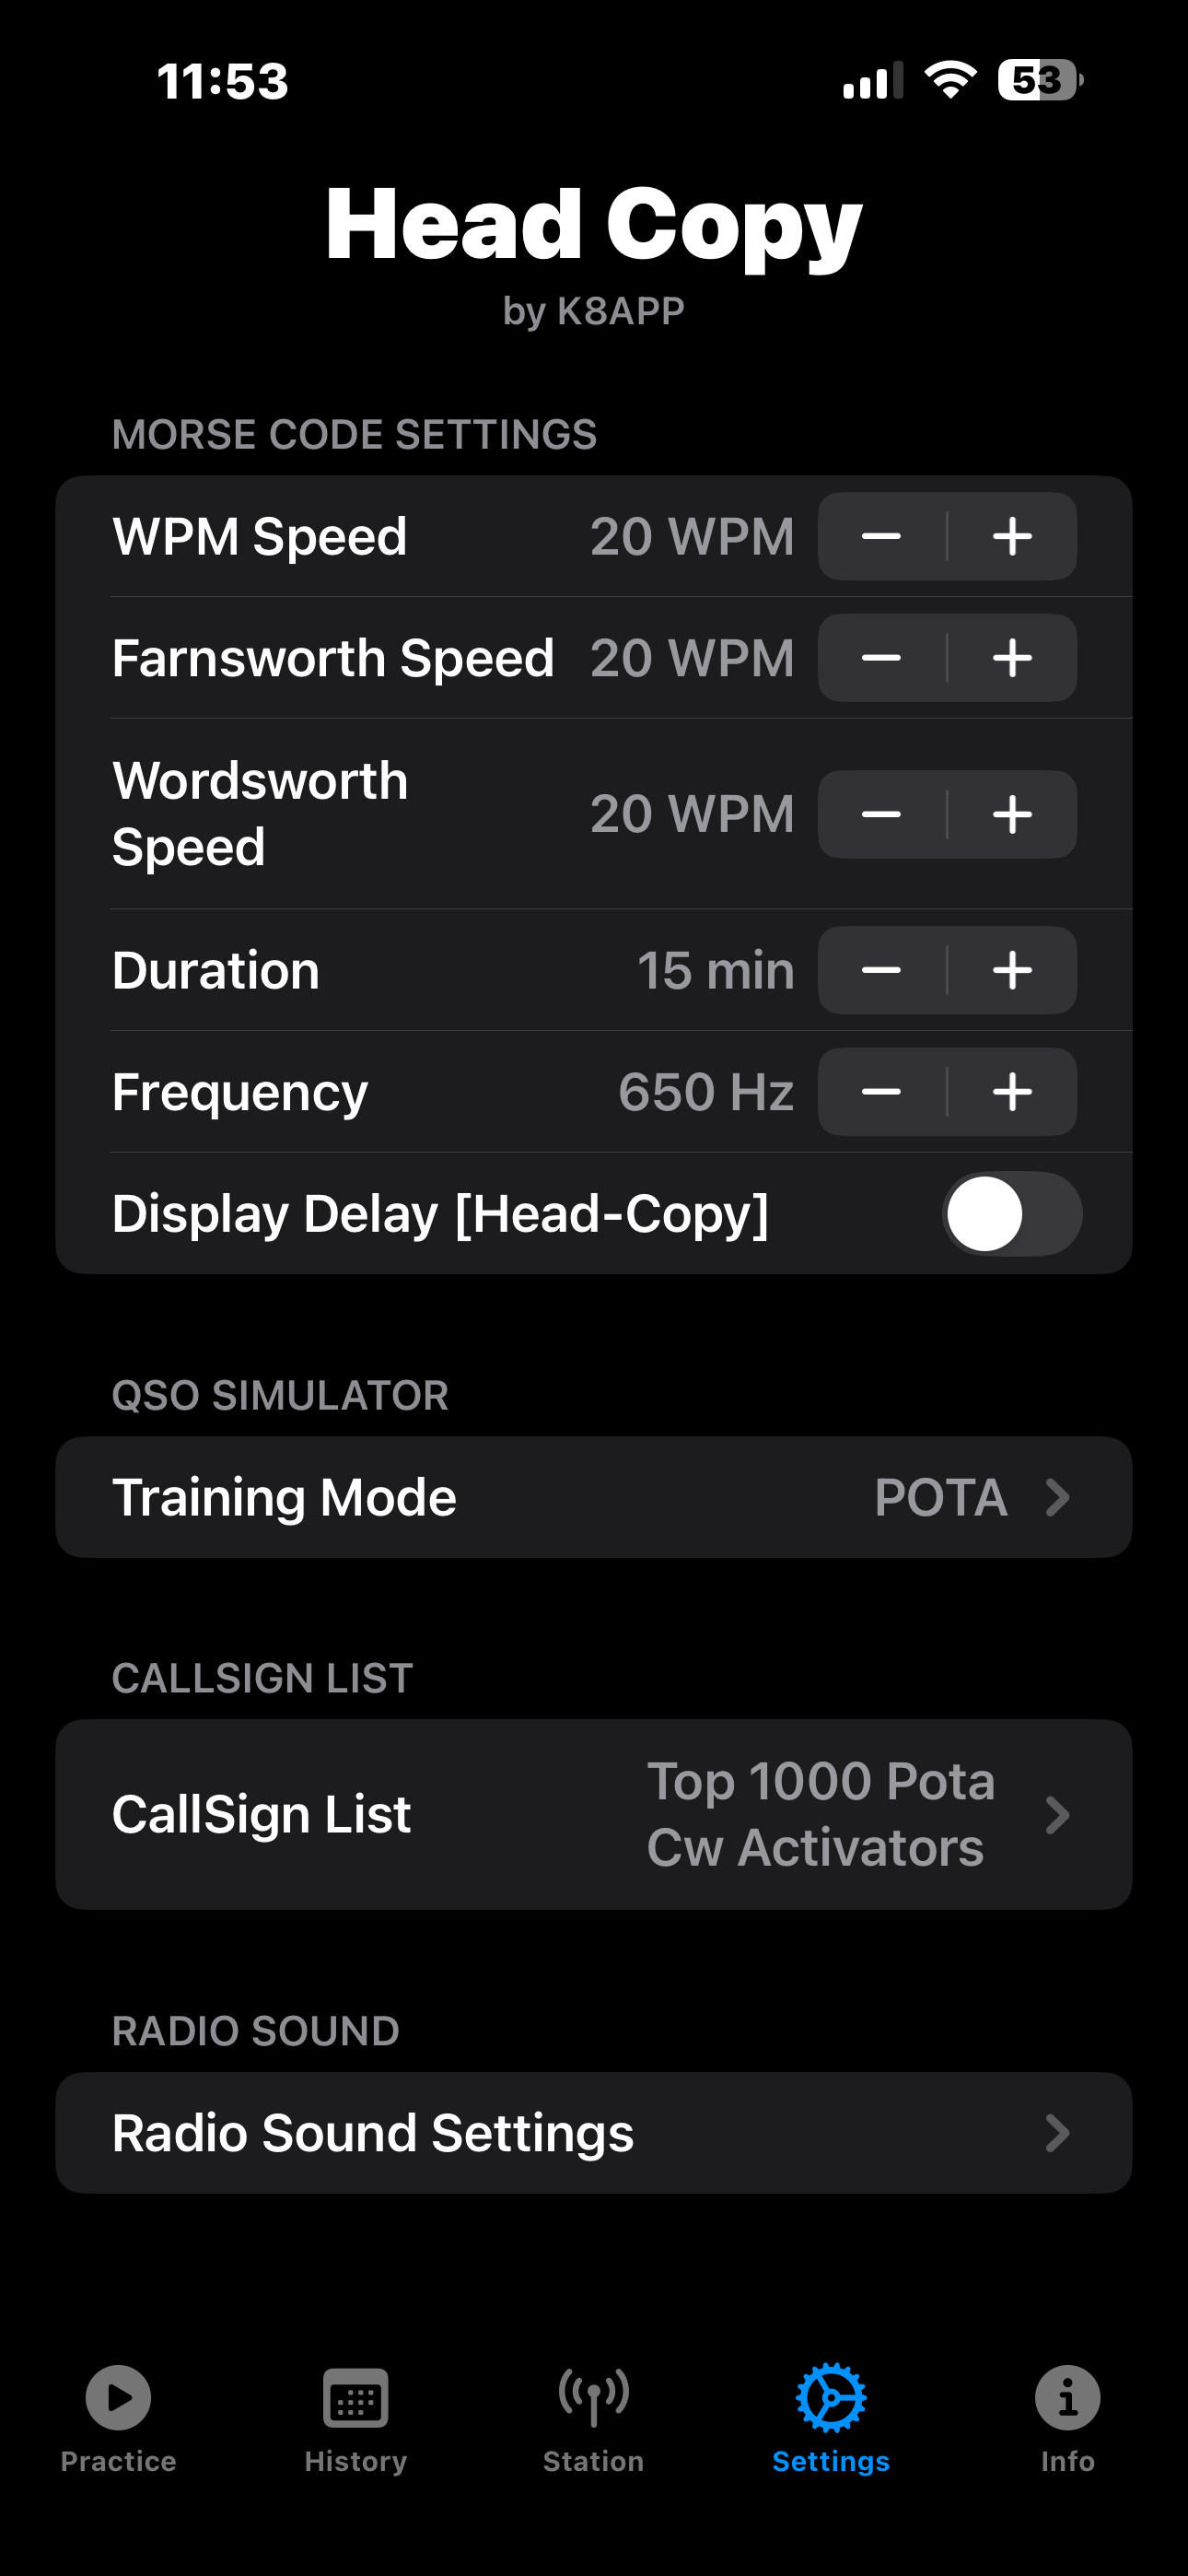 11:53
53
Head Copy
by K8APP
MORSE CODE SETTINGS
WPM Speed 20 WPM − +
Farnsworth Speed 20 WPM − +
Wordsworth
Speed 20 WPM − +
Duration 15 min − +
Frequency 650 Hz − +
Display Delay [Head-Copy]
QSO SIMULATOR
Training Mode POTA
CALLSIGN LIST
CallSign List
Top 1000 Pota
Cw Activators
RADIO SOUND
Radio Sound Settings
Practice History Station Settings Info